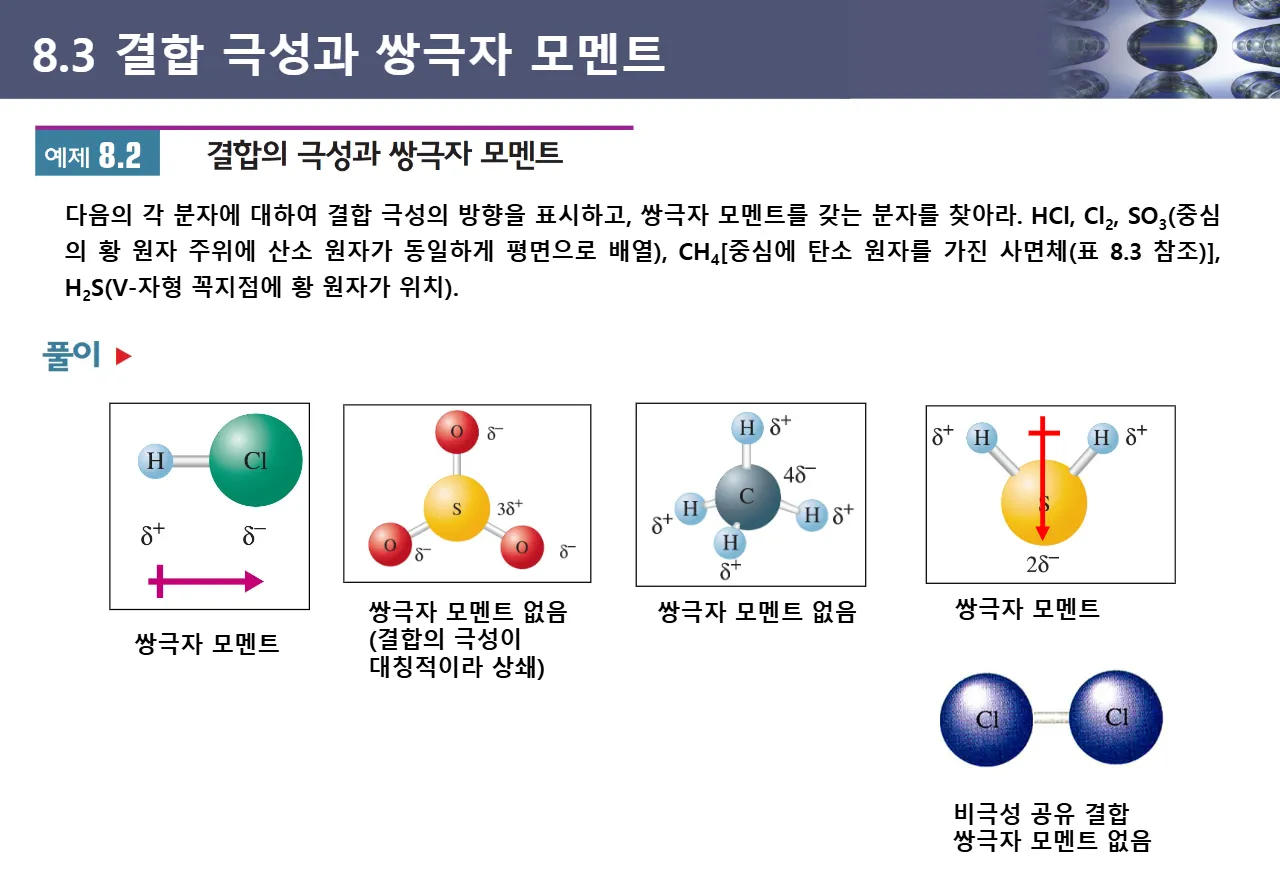 8.3 결합 극성과 쌍극자 모멘트
예제 8.2 결합의 극성과 쌍극자 모멘트
다음의 각 분자에 대하여 결합 극성의 방향을 표시하고, 쌍극자 모멘트를 갖는 분자를 찾아라. HCl, Cl₂, SO₃(중심
의 황 원자 주위에 산소 원자가 동일하게 평면으로 배열), CH₄[중심에 탄소 원자를 가진 사면체(표 8.3 참조)],
H₂S(V-자형 꼭지점에 황 원자가 위치).
풀이
H Cl
δ⁺ δ⁻
쌍극자 모멘트
O δ⁻
S 3δ⁺
O δ⁻ O δ⁻
쌍극자 모멘트 없음
(결합의 극성이
대칭적이라 상쇄)
H δ⁺
4δ⁻
C
δ⁺ H H δ⁺
H
δ⁺
쌍극자 모멘트 없음
δ⁺ H H δ⁺
S
2δ⁻
쌍극자 모멘트
Cl Cl
비극성 공유 결합
쌍극자 모멘트 없음